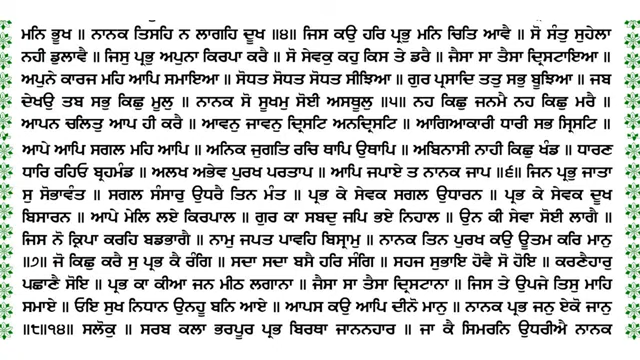 ਮਨਿ ਭੂਖ ॥ ਨਾਨਕ ਤਿਸਹਿ ਨ ਲਾਗਹਿ ਦੂਖ ॥੪॥ ਜਿਸ ਕਉ ਹਰਿ ਪ੍ਰਭੁ ਮਨਿ ਚਿਤਿ ਆਵੈ ॥ ਸੋ ਸੰਤੁ ਸੁਹੇਲਾ
ਨਹੀ ਡੁਲਾਵੈ ॥ ਜਿਸੁ ਪ੍ਰਭੁ ਅਪੁਨਾ ਕਿਰਪਾ ਕਰੈ ॥ ਸੋ ਸੇਵਕੁ ਕਹੁ ਕਿਸ ਤੇ ਡਰੈ ॥ ਜੈਸਾ ਸਾ ਤੈਸਾ ਦ੍ਰਿਸਟਾਇਆ ॥
ਅਪੁਨੇ ਕਾਰਜ ਮਹਿ ਆਪਿ ਸਮਾਇਆ ॥ ਸੋਧਤ ਸੋਧਤ ਸੋਧਤ ਸੀਝਿਆ ॥ ਗੁਰ ਪ੍ਰਸਾਦਿ ਤਤੁ ਸਭੁ ਬੂਝਿਆ ॥ ਜਬ
ਦੇਖਉ ਤਬ ਸਭੁ ਕਿਛੁ ਮੂਲੁ ॥ ਨਾਨਕ ਸੋ ਸੂਖਮੁ ਸੋਈ ਅਸਥੂਲੁ ॥੫॥ ਨਹ ਕਿਛੁ ਜਨਮੈ ਨਹ ਕਿਛੁ ਮਰੈ ॥
ਆਪਨ ਚਲਿਤੁ ਆਪ ਹੀ ਕਰੈ ॥ ਆਵਨੁ ਜਾਵਨੁ ਦ੍ਰਿਸਟਿ ਅਨਦ੍ਰਿਸਟਿ ॥ ਆਗਿਆਕਾਰੀ ਧਾਰੀ ਸਭ ਸ੍ਰਿਸਟਿ ॥
ਆਪੇ ਆਪਿ ਸਗਲ ਮਹਿ ਆਪਿ ॥ ਅਨਿਕ ਜੁਗਤਿ ਰਚਿ ਥਾਪਿ ਉਥਾਪਿ ॥ ਅਬਿਨਾਸੀ ਨਾਹੀ ਕਿਛੁ ਖੰਡ ॥ ਧਾਰਣ
ਧਾਰਿ ਰਹਿਓ ਬ੍ਰਹਮੰਡ ॥ ਅਲਖ ਅਭੇਵ ਪੁਰਖ ਪਰਤਾਪ ॥ ਆਪਿ ਜਪਾਏ ਤ ਨਾਨਕ ਜਾਪ ॥੬॥ ਜਿਨ ਪ੍ਰਭੁ ਜਾਤਾ
ਸੁ ਸੋਭਾਵੰਤ ॥ ਸਗਲ ਸੰਸਾਰੁ ਉਧਰੈ ਤਿਨ ਮੰਤ ॥ ਪ੍ਰਭ ਕੇ ਸੇਵਕ ਸਗਲ ਉਧਾਰਨ ॥ ਪ੍ਰਭ ਕੇ ਸੇਵਕ ਦੂਖ
ਬਿਸਾਰਨ ॥ ਆਪੇ ਮੇਲਿ ਲਏ ਕਿਰਪਾਲ ॥ ਗੁਰ ਕਾ ਸਬਦੁ ਜਪਿ ਭਏ ਨਿਹਾਲ ॥ ਉਨ ਕੀ ਸੇਵਾ ਸੋਈ ਲਾਗੈ ॥
ਜਿਸ ਨੋ ਕ੍ਰਿਪਾ ਕਰਹਿ ਬਡਭਾਗੈ ॥ ਨਾਮੁ ਜਪਤ ਪਾਵਹਿ ਬਿਸ੍ਰਾਮੁ ॥ ਨਾਨਕ ਤਿਨ ਪੁਰਖ ਕਉ ਊਤਮ ਕਰਿ ਮਾਨੁ
॥੭॥ ਜੋ ਕਿਛੁ ਕਰੈ ਸੁ ਪ੍ਰਭ ਕੈ ਰੰਗਿ ॥ ਸਦਾ ਸਦਾ ਬਸੈ ਹਰਿ ਸੰਗਿ ॥ ਸਹਜ ਸੁਭਾਇ ਹੋਵੈ ਸੋ ਹੋਇ ॥ ਕਰਣੈਹਾਰੁ
ਪਛਾਣੈ ਸੋਇ ॥ ਪ੍ਰਭ ਕਾ ਕੀਆ ਜਨ ਮੀਠ ਲਗਾਨਾ ॥ ਜੈਸਾ ਸਾ ਤੈਸਾ ਦ੍ਰਿਸਟਾਨਾ ॥ ਜਿਸ ਤੇ ਉਪਜੇ ਤਿਸੁ ਮਾਹਿ
ਸਮਾਏ ॥ ਓਇ ਸੁਖ ਨਿਧਾਨ ਉਨਹੂ ਬਨਿ ਆਏ ॥ ਆਪਸ ਕਉ ਆਪਿ ਦੀਨੋ ਮਾਨੁ ॥ ਨਾਨਕ ਪ੍ਰਭ ਜਨੁ ਏਕੋ ਜਾਨੁ
॥੮॥੧੪॥ ਸਲੋਕੁ ॥ ਸਰਬ ਕਲਾ ਭਰਪੂਰ ਪ੍ਰਭ ਬਿਰਥਾ ਜਾਨਨਹਾਰ ॥ ਜਾ ਕੈ ਸਿਮਰਨਿ ਉਧਰੀਐ ਨਾਨਕ